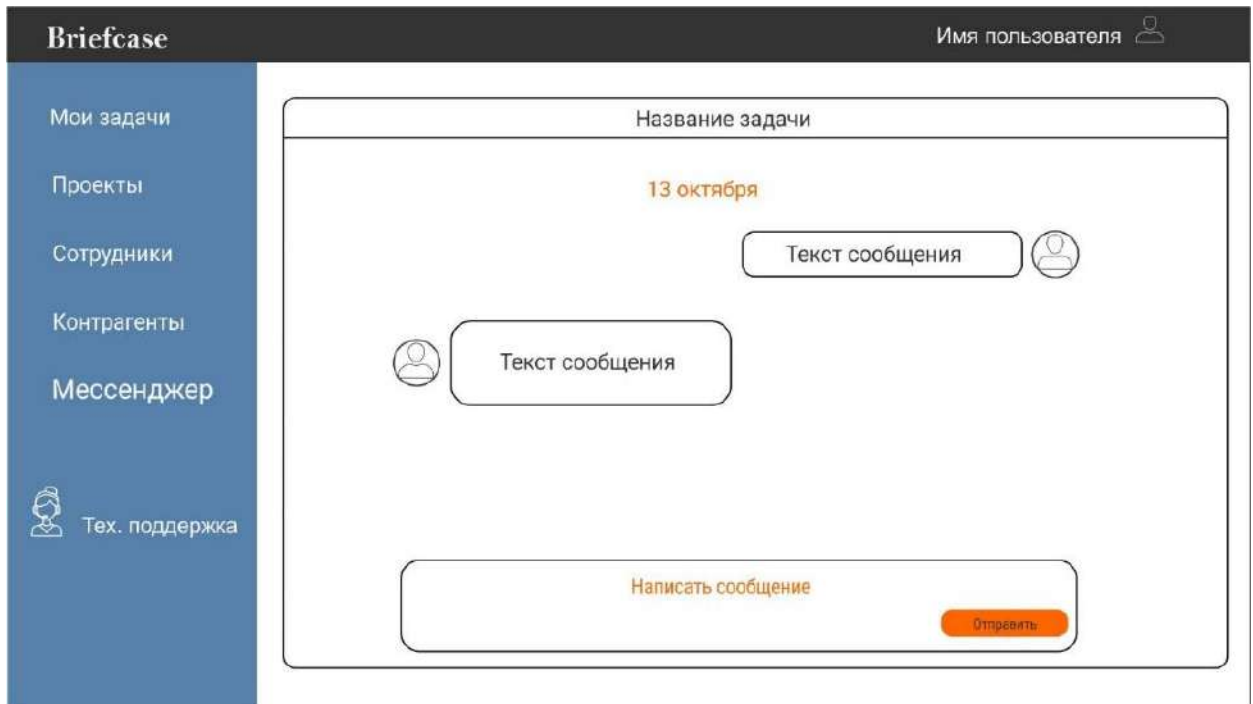 Briefcase
Имя пользователя
Мои задачи
Проекты
Сотрудники
Контрагенты
Мессенджер
Тех. поддержка
Название задачи
13 октября
Текст сообщения
Текст сообщения
Написать сообщение
Отправить